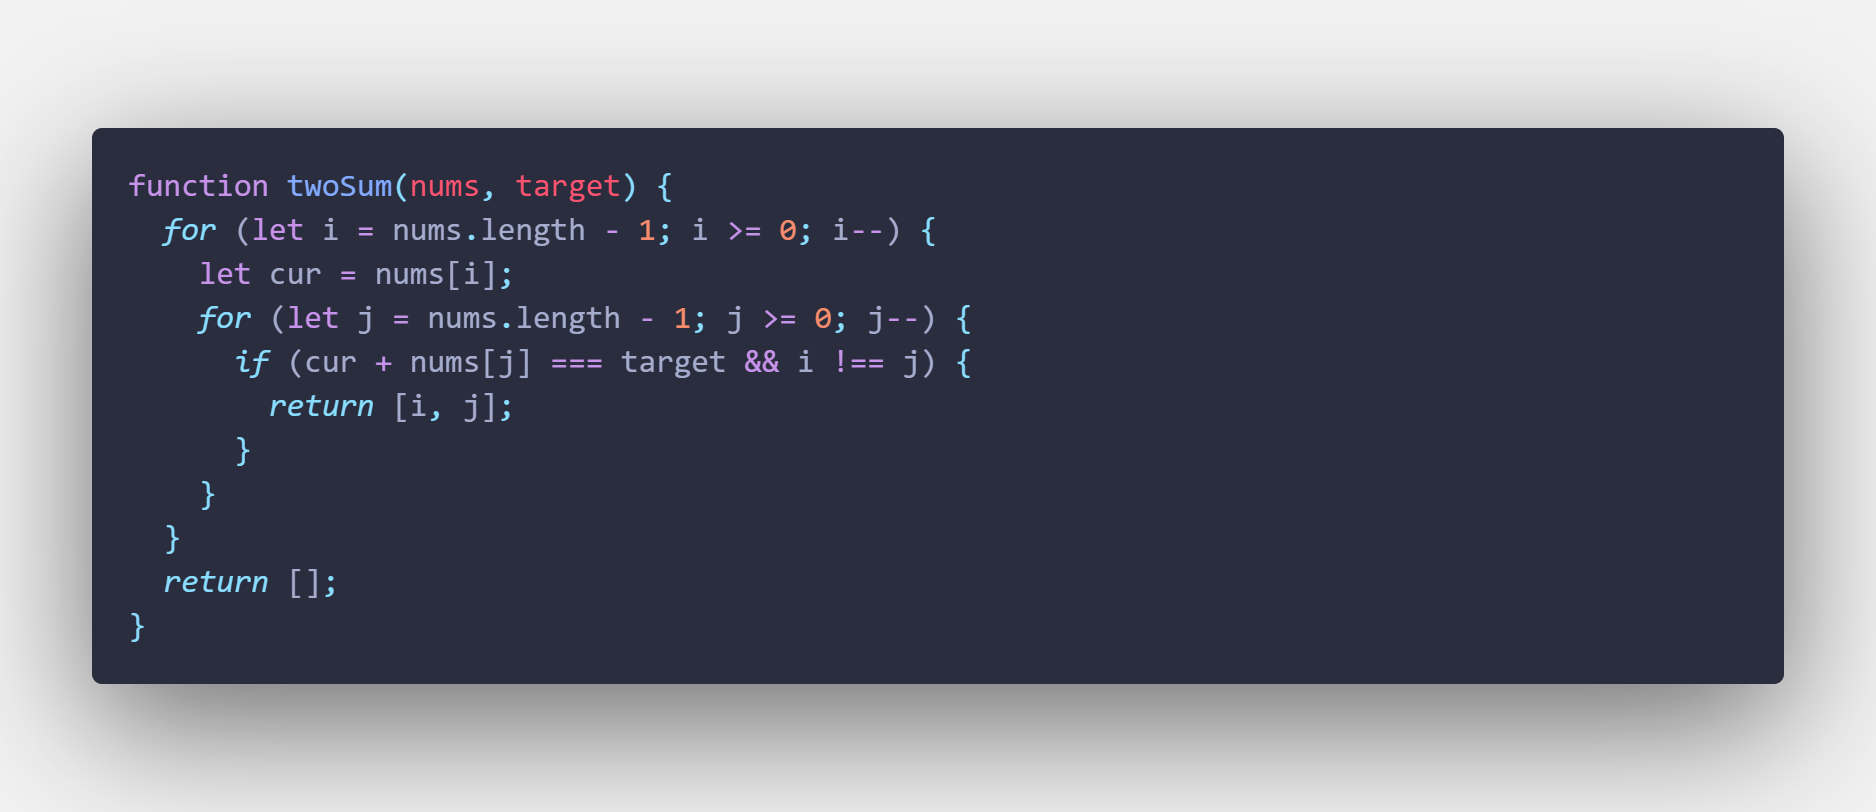 function twoSum(nums, target) {
  for (let i = nums.length - 1; i >= 0; i--) {
    let cur = nums[i];
    for (let j = nums.length - 1; j >= 0; j--) {
      if (cur + nums[j] === target && i !== j) {
        return [i, j];
      }
    }
  }
  return [];
}